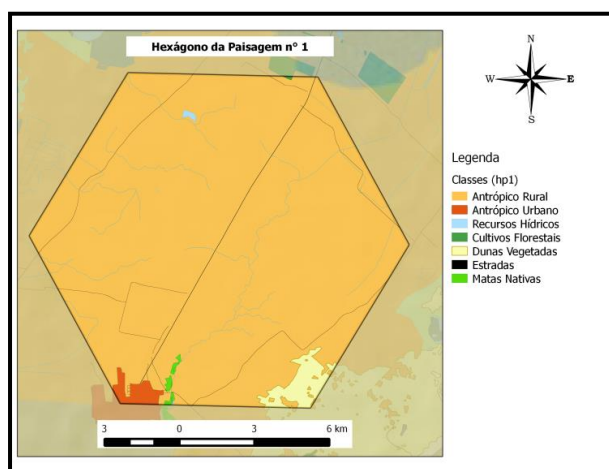 Hexágono da Paisagem n° 1
N
W E
S
Legenda
Classes (hp1)
Antrópico Rural
Antrópico Urbano
Recursos Hídricos
Cultivos Florestais
Dunas Vegetadas
Estradas
Matas Nativas
3 0 3 6 km